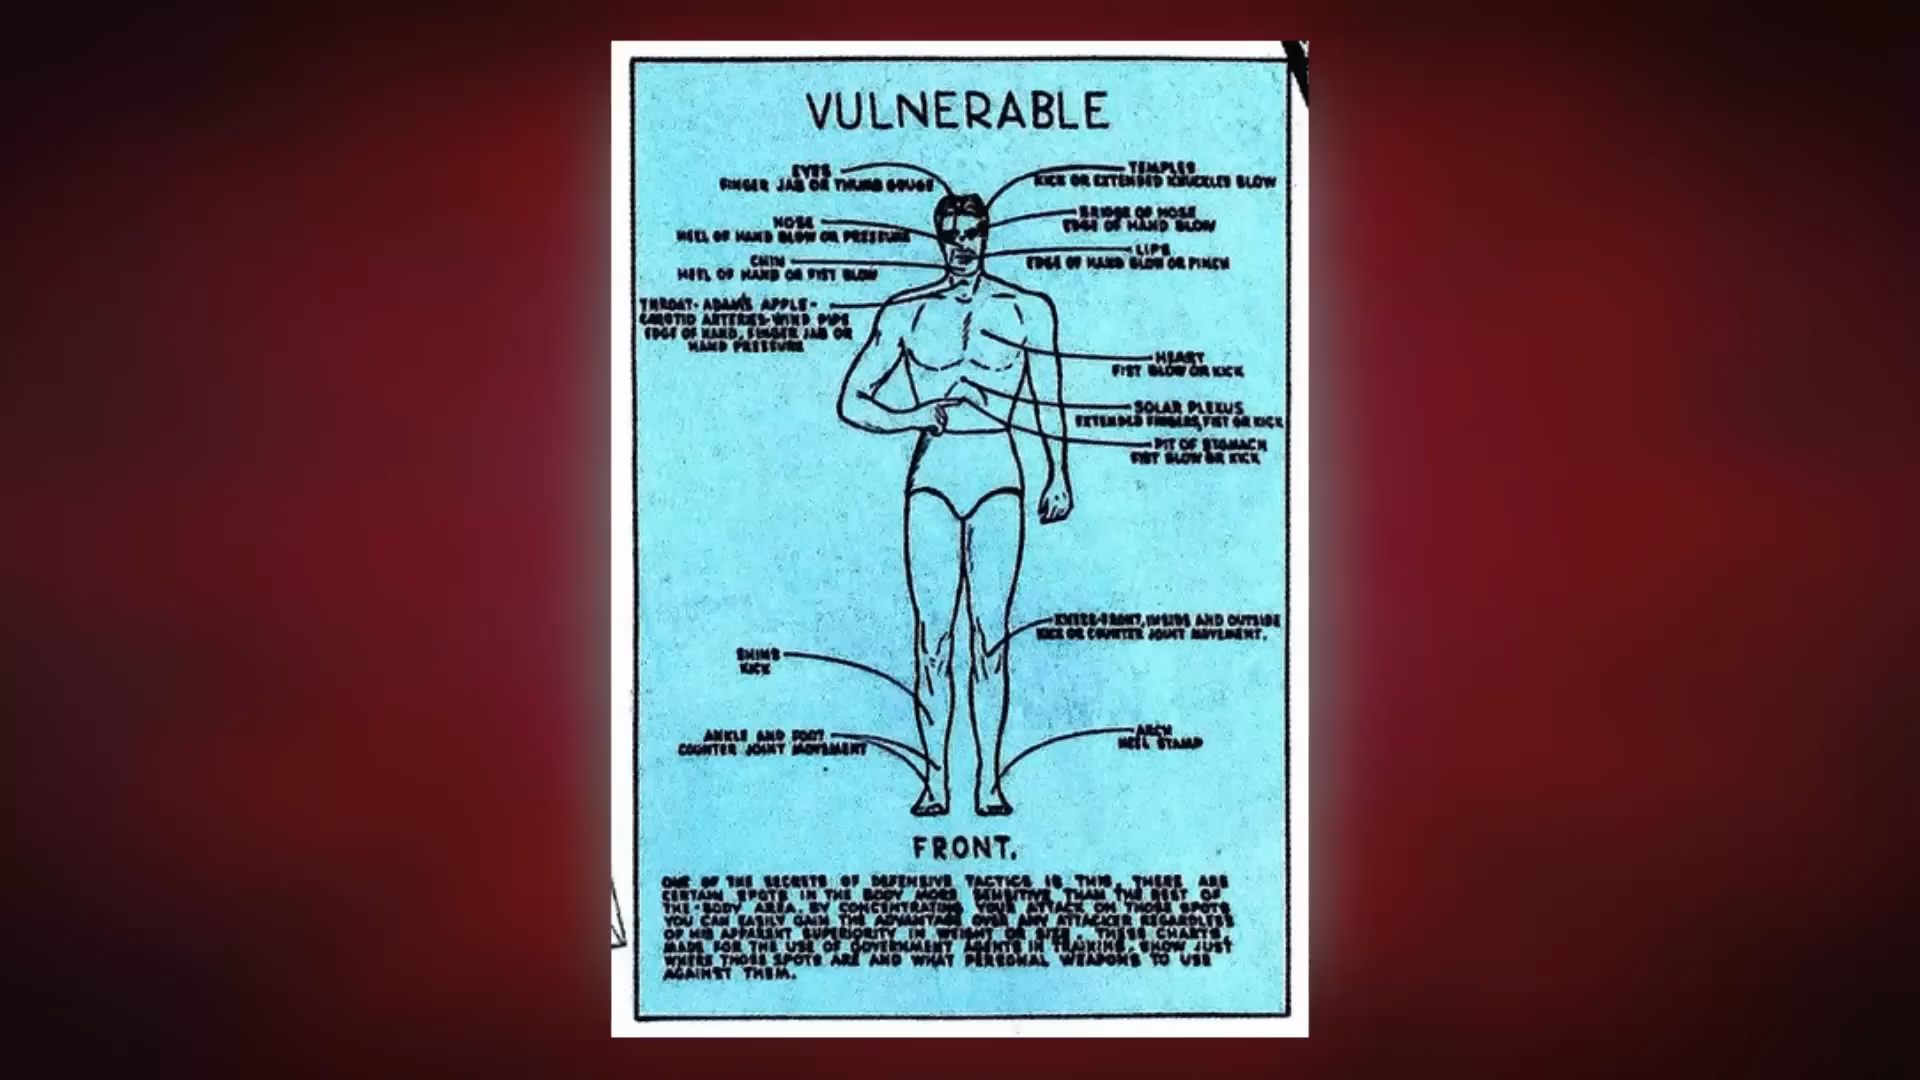 VULNERABLE
EYES
FINGER JAB OR THUMB GOUGE
TEMPLES
KICK OR EXTENDED KNUCKLES BLOW
NOSE
HEEL OF HAND BLOW OR PRESSURE
BRIDGE OF NOSE
EDGE OF HAND BLOW
CHIN
HEEL OF HAND OR FIST BLOW
LIPS
EDGE OF HAND BLOW OR PINCH
THROAT-ADAM'S APPLE-
CAROTID ARTERIES-WIND PIPE
EDGE OF HAND, FINGER JAB OR
HAND PRESSURE
HEART
FIST BLOW OR KICK
SOLAR PLEXUS
EXTENDED FINGERS, FIST OR KICK
PIT OF STOMACH
FIST BLOW OR KICK
KNEES-FRONT, INSIDE AND OUTSIDE
KICK OR COUNTER JOINT MOVEMENT.
SHINS
KICK
ANKLE AND FOOT
COUNTER JOINT MOVEMENT
ARCH
HEEL STAMP
FRONT.
ONE OF THE SECRETS OF DEFENSIVE TACTICS IS THIS. THERE ARE
CERTAIN SPOTS IN THE BODY MORE SENSITIVE THAN THE REST OF
THE BODY AREA. BY CONCENTRATING YOUR ATTACK ON THOSE SPOTS
YOU CAN EASILY GAIN THE ADVANTAGE OVER ANY ATTACKER REGARDLESS
OF HIS APPARENT SUPERIORITY IN WEIGHT OR SIZE. THESE CHARTS
MADE FOR THE USE OF GOVERNMENT AGENTS IN TRAINING, SHOW JUST
WHERE THOSE SPOTS ARE AND WHAT PERSONAL WEAPONS TO USE
AGAINST THEM.